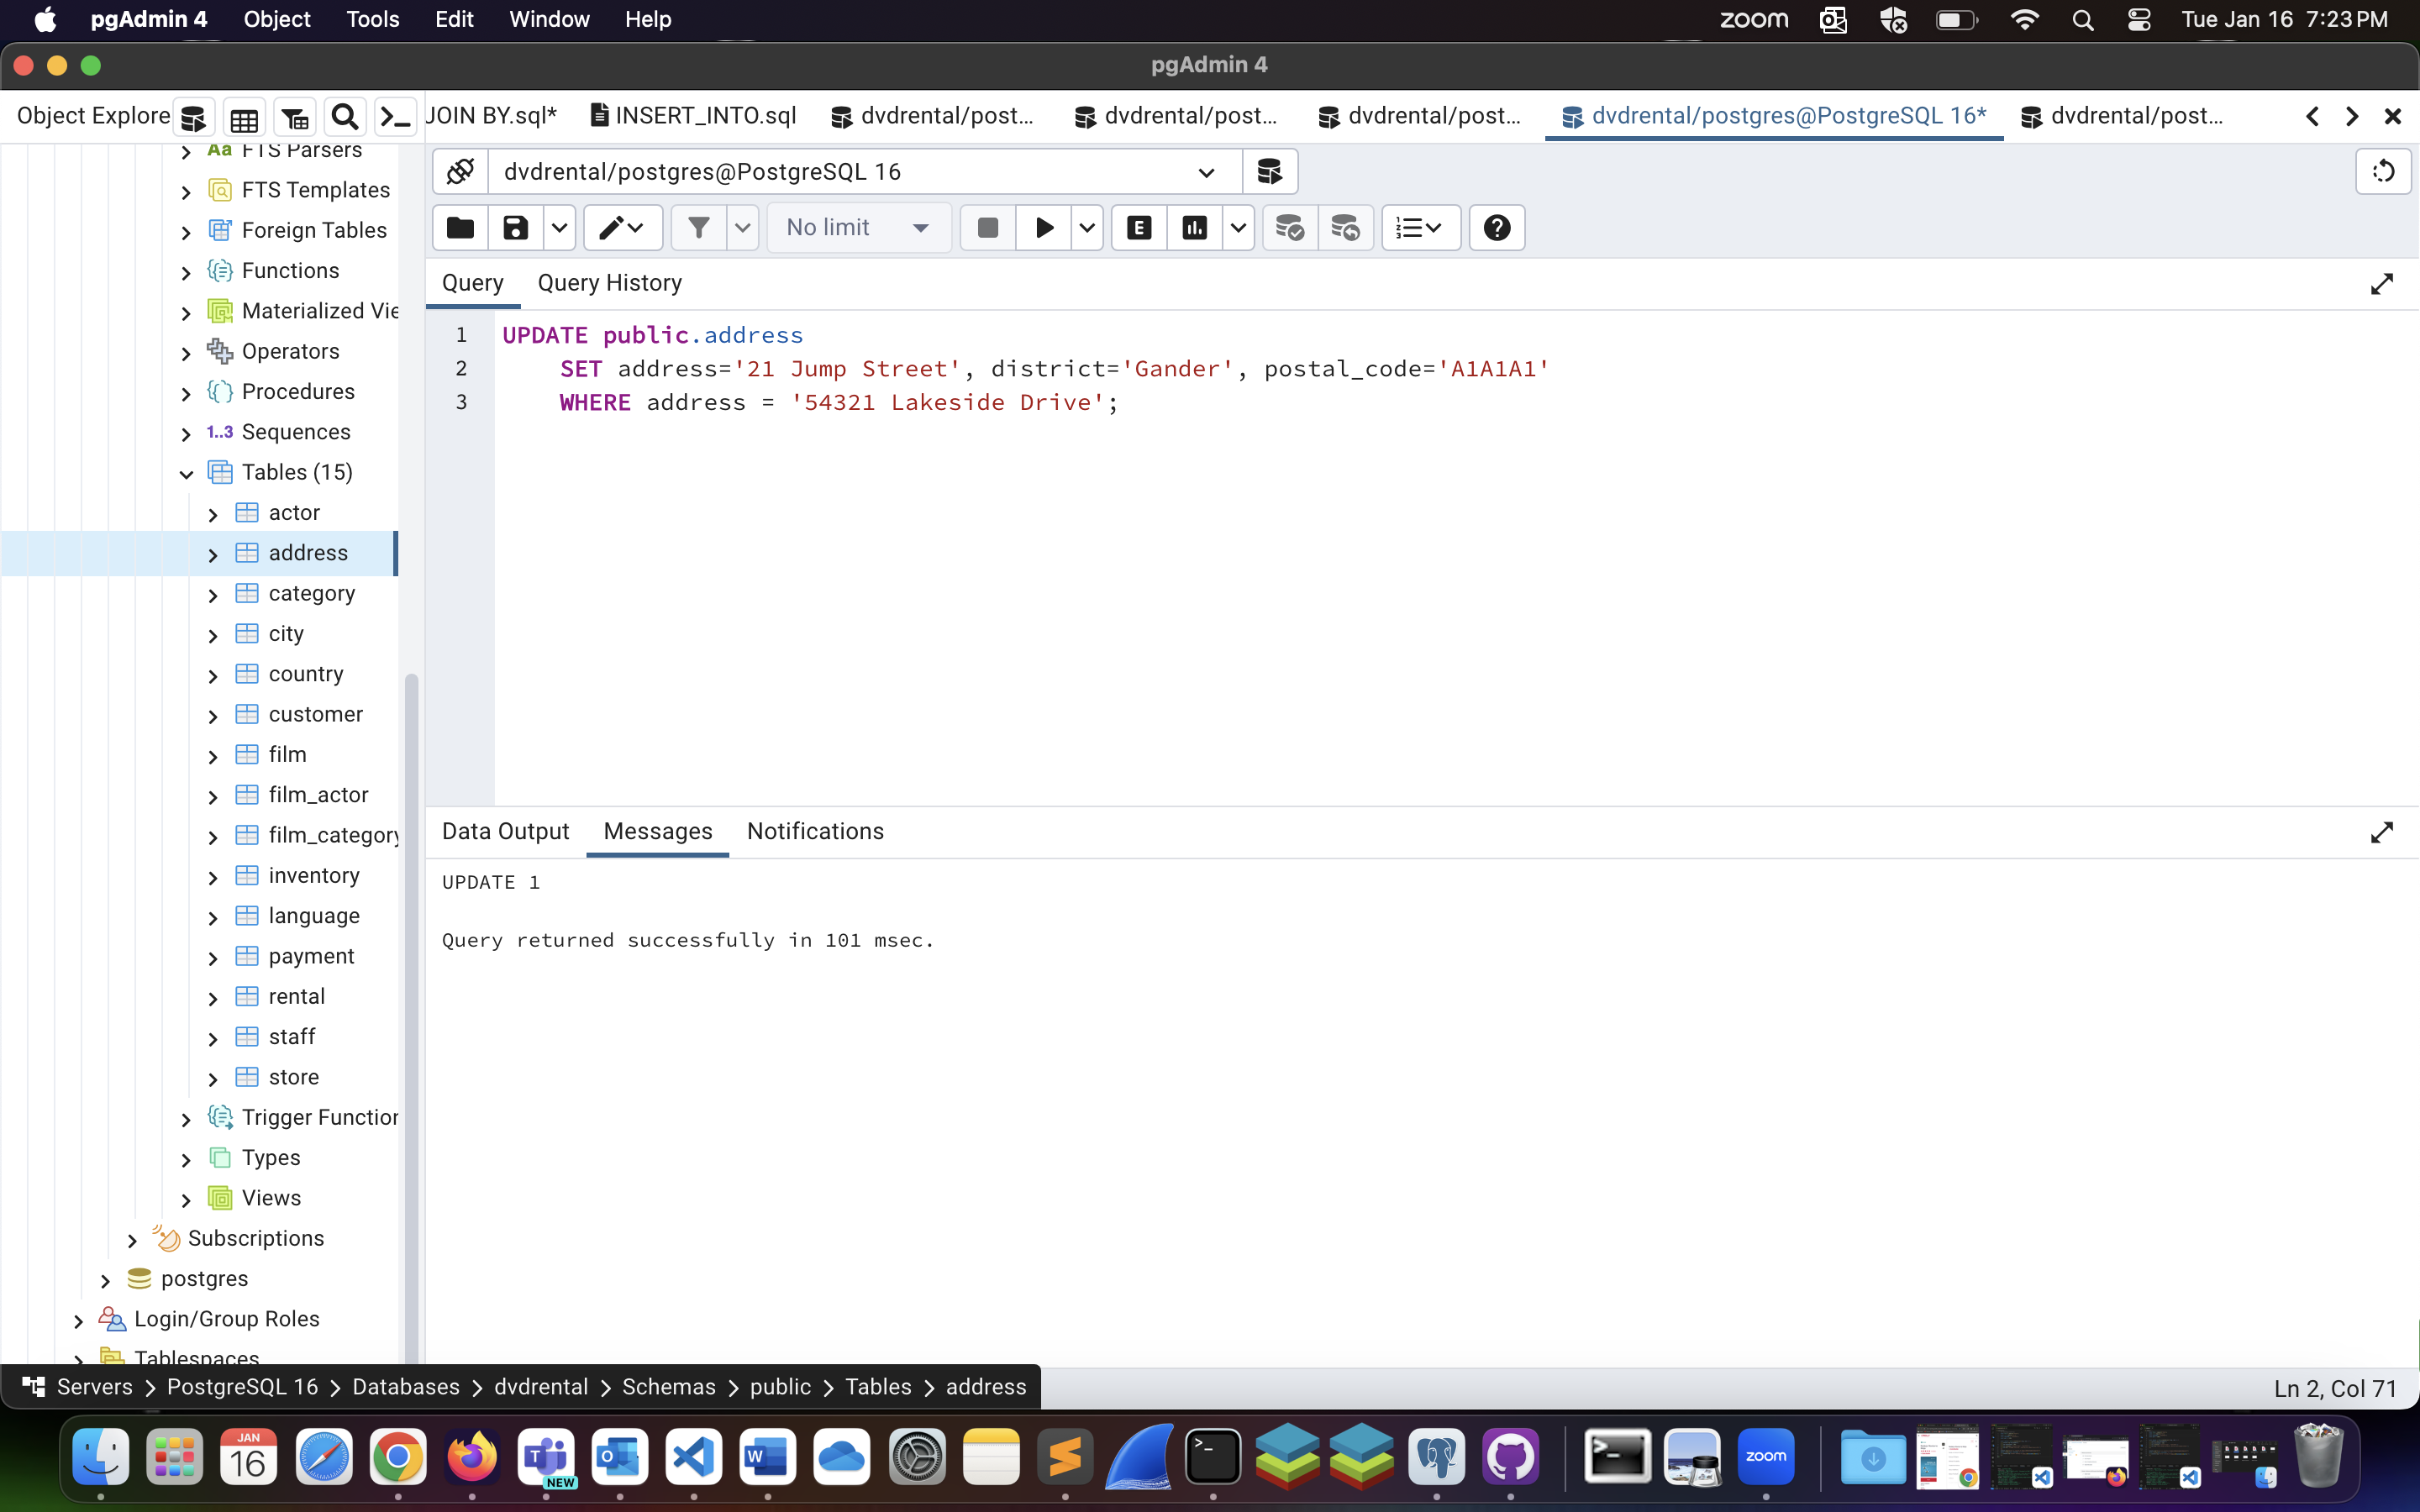 pgAdmin 4 Object Tools Edit Window Help zoom Tue Jan 16 7:23 PM
pgAdmin 4
Object Explore JOIN BY.sql* INSERT_INTO.sql dvdrental/post... dvdrental/post... dvdrental/post... dvdrental/postgres@PostgreSQL 16* dvdrental/post...
dvdrental/postgres@PostgreSQL 16
No limit E
Query Query History
1 UPDATE public.address
2 SET address='21 Jump Street', district='Gander', postal_code='A1A1A1'
3 WHERE address = '54321 Lakeside Drive';
Aa FTS Parsers
FTS Templates
Foreign Tables
Functions
Materialized Vie
Operators
Procedures
1..3 Sequences
Tables (15)
actor
address
category
city
country
customer
film
film_actor
film_category
inventory
language
payment
rental
staff
store
Trigger Function
Types
Views
Subscriptions
postgres
Login/Group Roles
Tablespaces
Data Output Messages Notifications
UPDATE 1
Query returned successfully in 101 msec.
Servers > PostgreSQL 16 > Databases > dvdrental > Schemas > public > Tables > address
Ln 2, Col 71
JAN
16
NEW
zoom